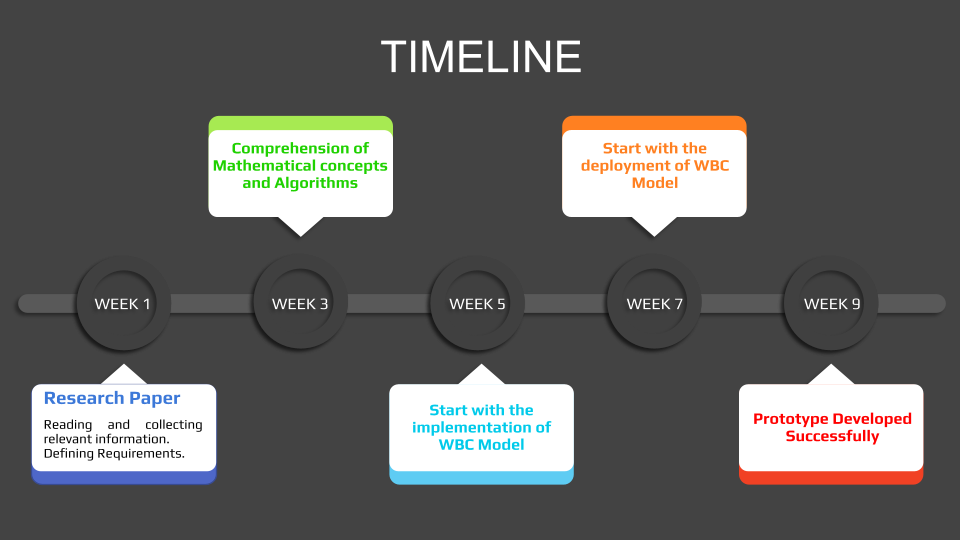 TIMELINE
Comprehension of
Mathematical concepts
and Algorithms
Start with the
deployment of WBC
Model
WEEK 1
WEEK 3
WEEK 5
WEEK 7
WEEK 9
Research Paper
Reading and collecting
relevant information.
Defining Requirements.
Start with the
implementation of
WBC Model
Prototype Developed
Successfully